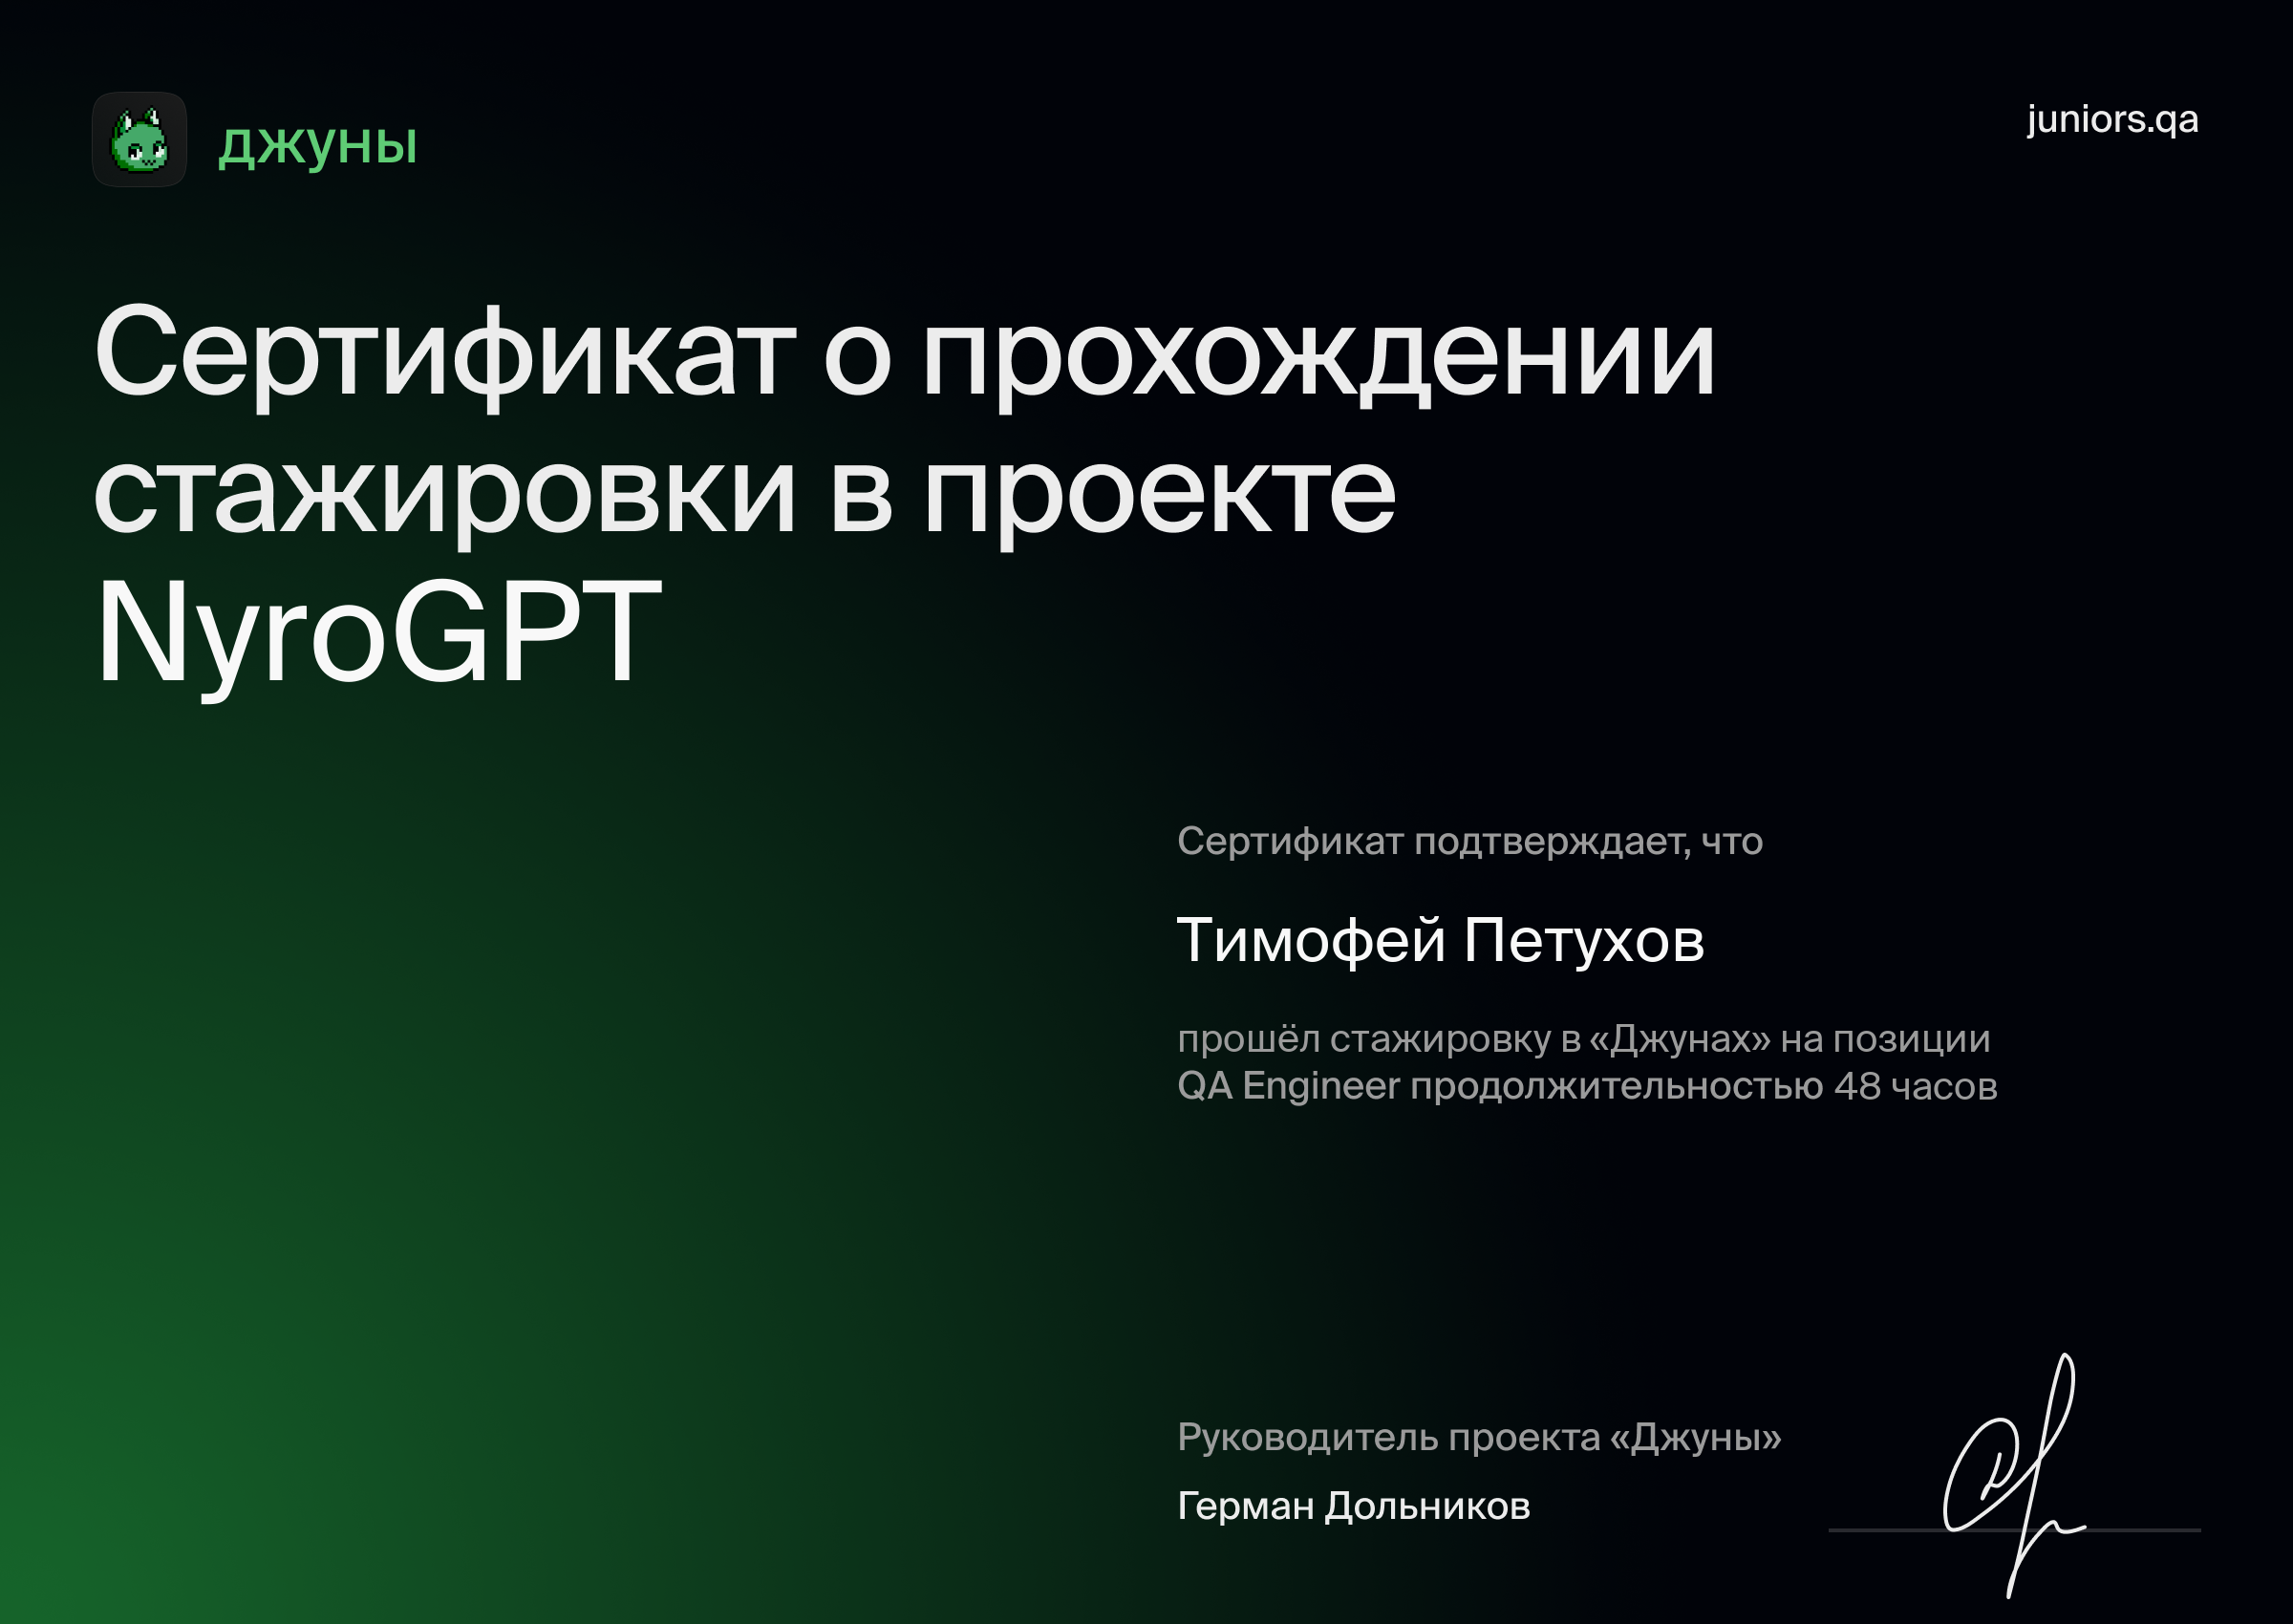 джуны
juniors.qa
Сертификат о прохождении
стажировки в проекте
NyroGPT
Сертификат подтверждает, что
Тимофей Петухов
прошёл стажировку в «Джунах» на позиции
QA Engineer продолжительностью 48 часов
Руководитель проекта «Джуны»
Герман Дольников